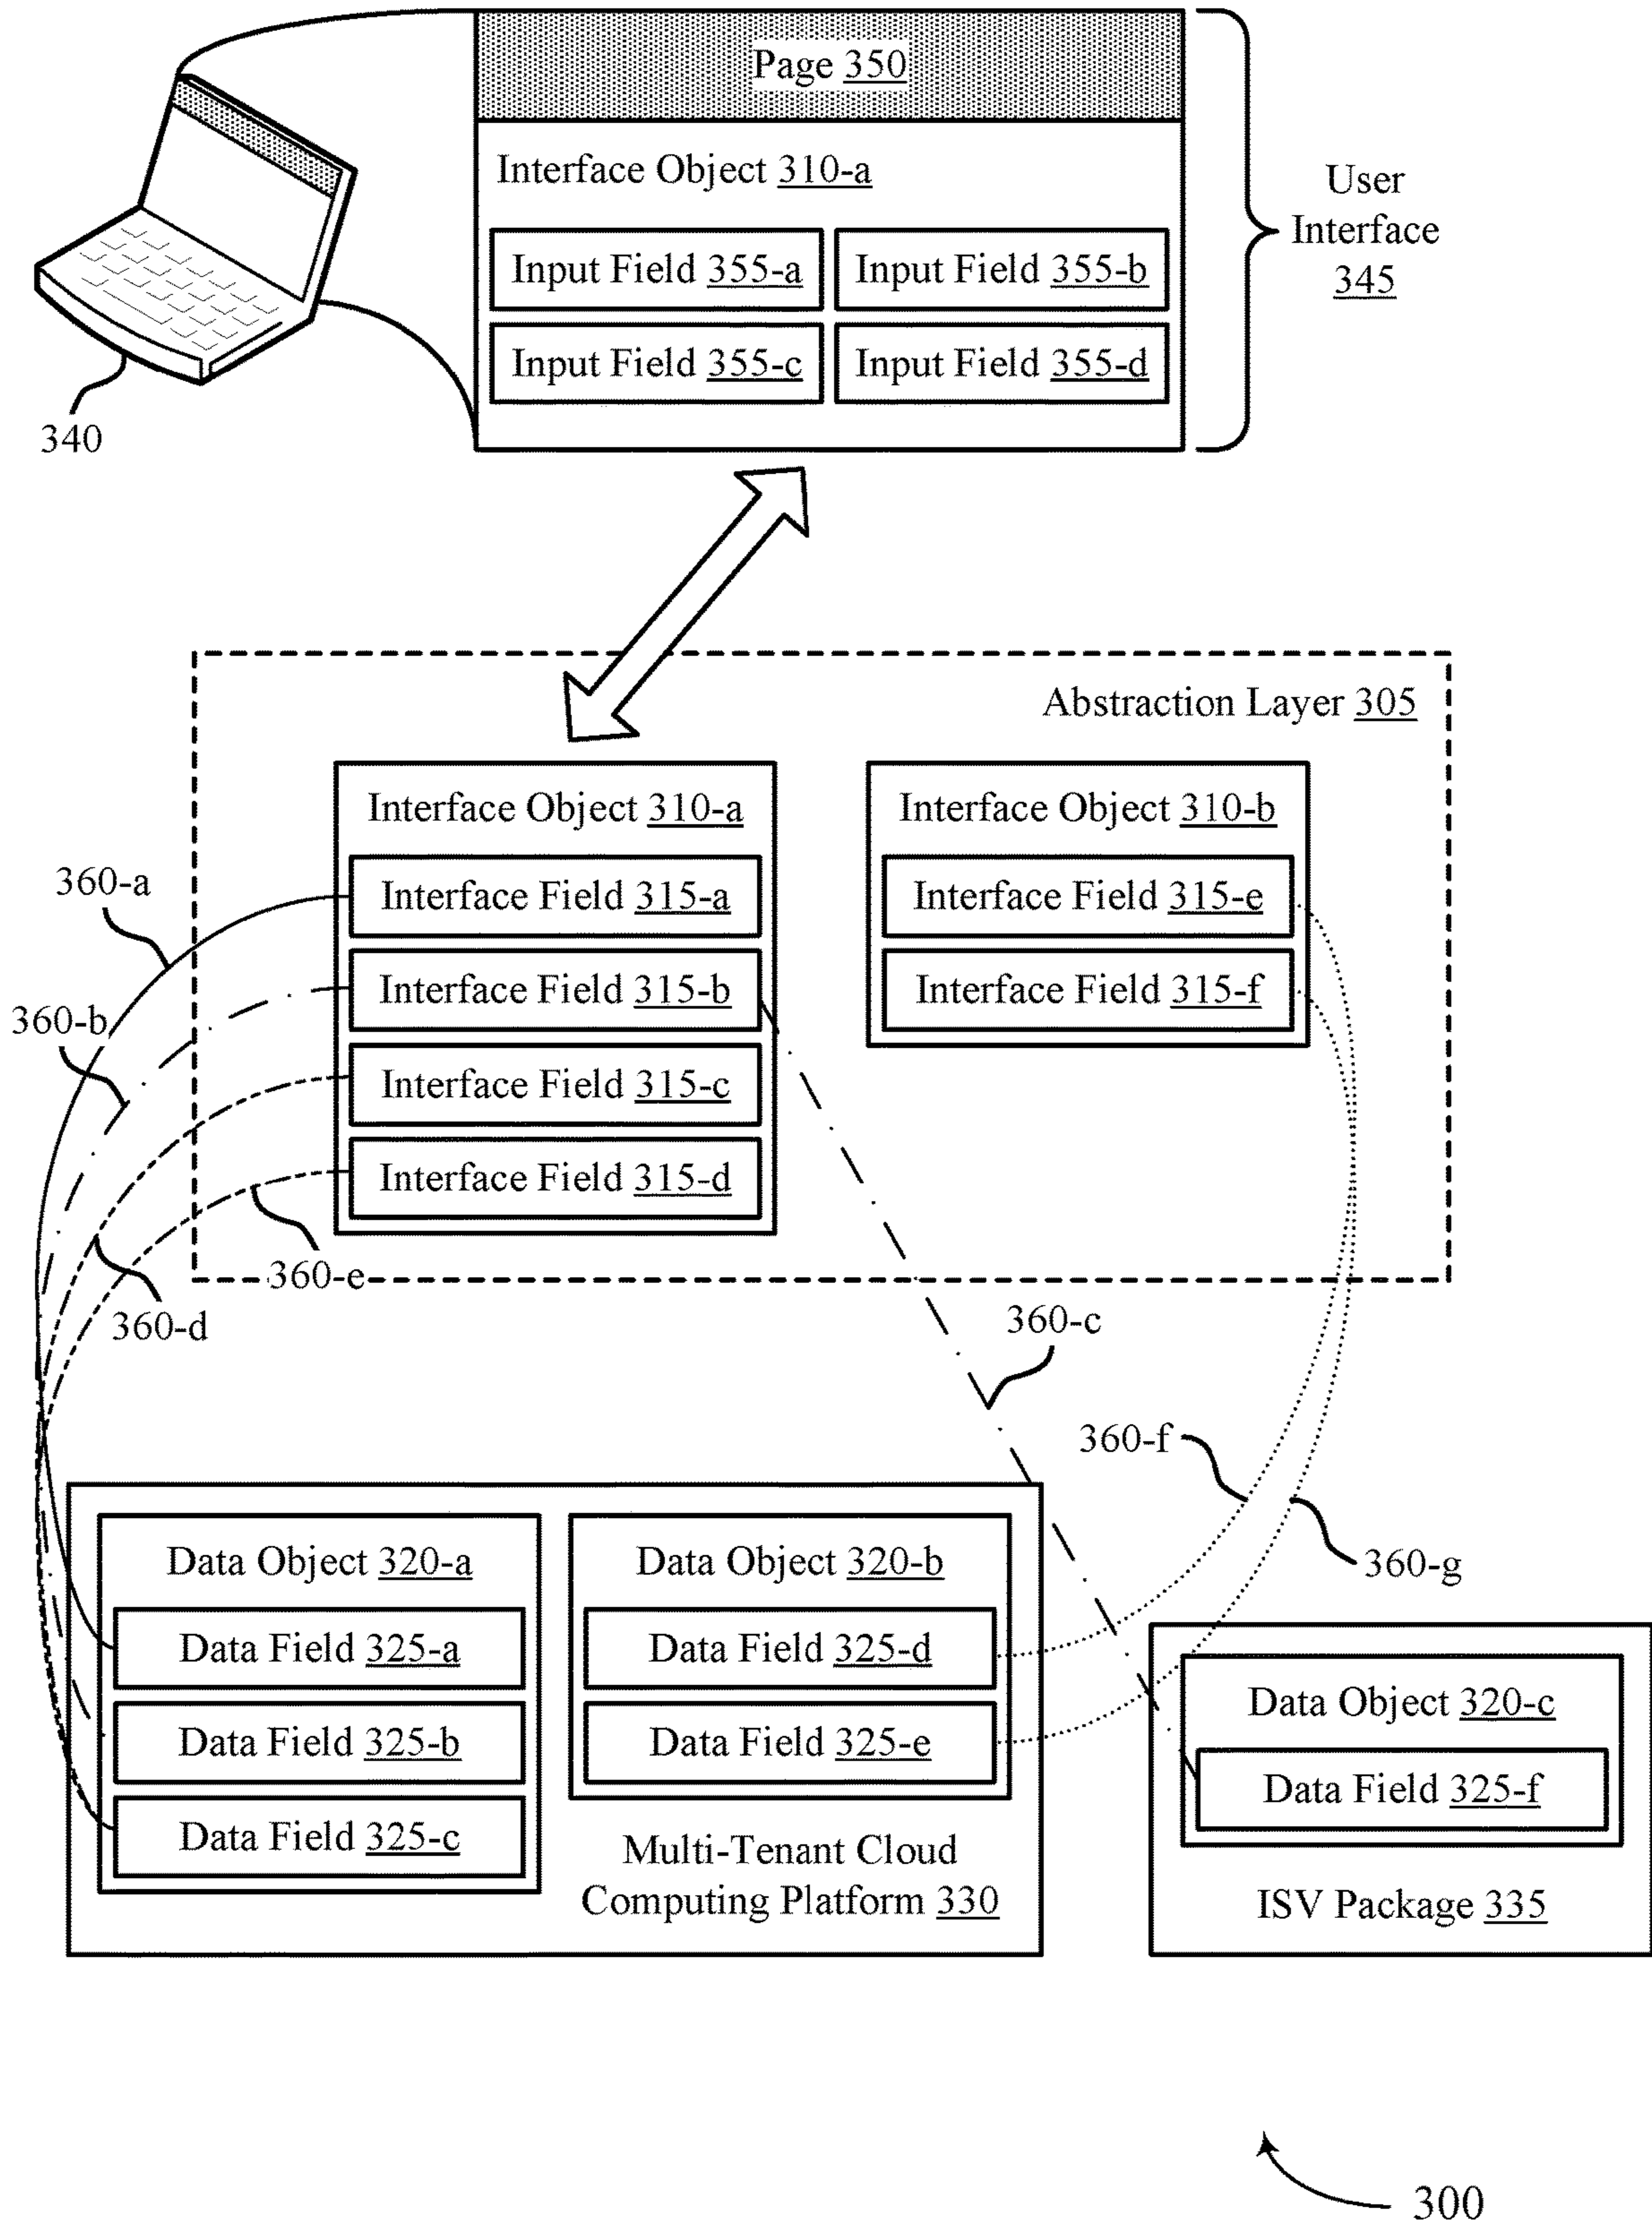 Page 350
Interface Object 310-a
User
Interface
345
Input Field 355-a
Input Field 355-b
Input Field 355-c
Input Field 355-d
340
Abstraction Layer 305
Interface Object 310-a
Interface Object 310-b
360-a
Interface Field 315-a
Interface Field 315-e
360-b
Interface Field 315-b
Interface Field 315-f
Interface Field 315-c
Interface Field 315-d
360-e
360-d
360-c
360-f
360-g
Data Object 320-a
Data Object 320-b
Data Field 325-a
Data Field 325-d
Data Field 325-b
Data Field 325-e
Data Field 325-c
Multi-Tenant Cloud
Computing Platform 330
Data Object 320-c
Data Field 325-f
ISV Package 335
300